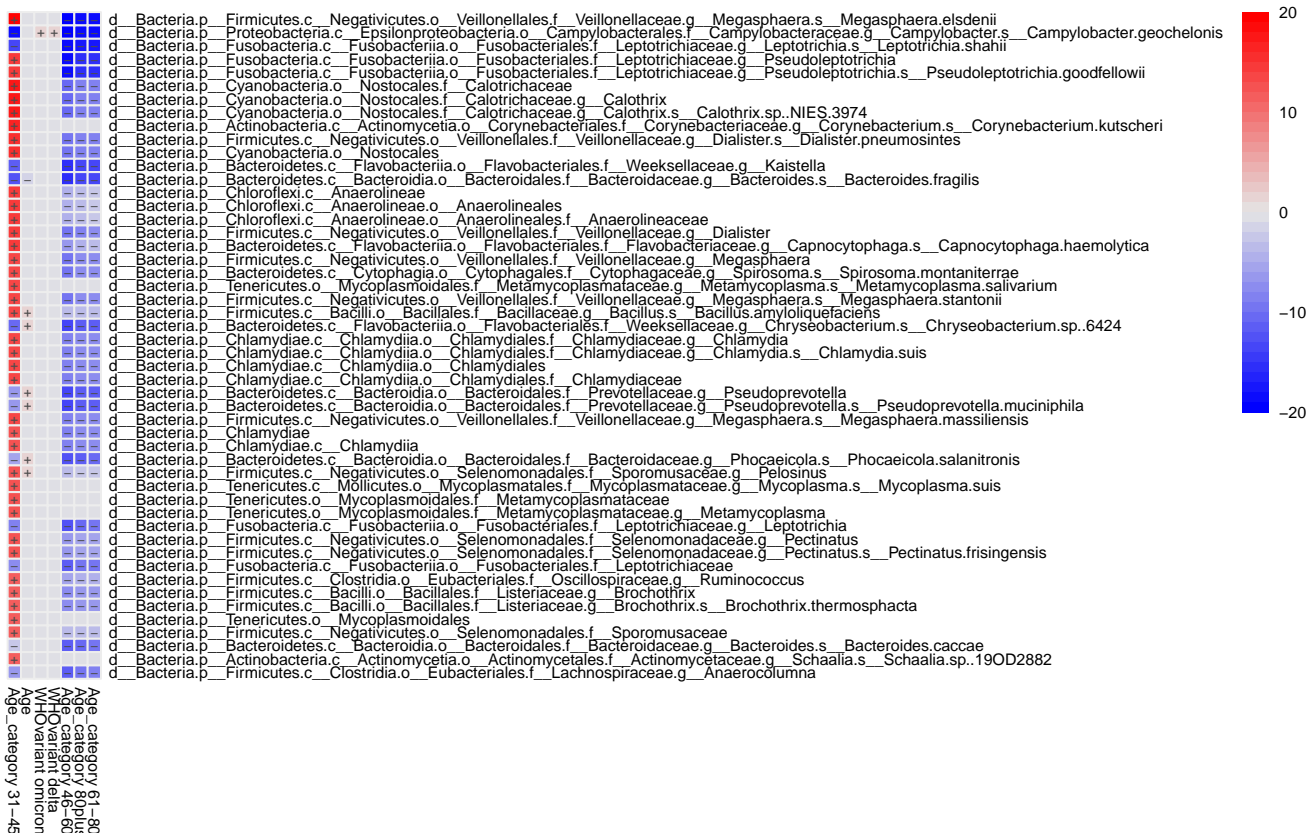 d__Bacteria.p__Firmicutes.c__Negativicutes.o__Veillonellales.f__Veillonellaceae.g__Megasphaera.s__Megasphaera.elsdenii
d__Bacteria.p__Proteobacteria.c__Epsilonproteobacteria.o__Campylobacterales.f__Campylobacteraceae.g__Campylobacter.s__Campylobacter.geochelonis
d__Bacteria.p__Fusobacteria.c__Fusobacteriia.o__Fusobacteriales.f__Leptotrichiaceae.g__Leptotrichia.s__Leptotrichia.shahii
d__Bacteria.p__Fusobacteria.c__Fusobacteriia.o__Fusobacteriales.f__Leptotrichiaceae.g__Pseudoleptotrichia
d__Bacteria.p__Fusobacteria.c__Fusobacteriia.o__Fusobacteriales.f__Leptotrichiaceae.g__Pseudoleptotrichia.s__Pseudoleptotrichia.goodfellowii
d__Bacteria.p__Cyanobacteria.o__Nostocales.f__Calotrichaceae
d__Bacteria.p__Cyanobacteria.o__Nostocales.f__Calotrichaceae.g__Calothrix
d__Bacteria.p__Cyanobacteria.o__Nostocales.f__Calotrichaceae.g__Calothrix.s__Calothrix.sp..NIES.3974
d__Bacteria.p__Actinobacteria.c__Actinomycetia.o__Corynebacteriales.f__Corynebacteriaceae.g__Corynebacterium.s__Corynebacterium.kutscheri
d__Bacteria.p__Firmicutes.c__Negativicutes.o__Veillonellales.f__Veillonellaceae.g__Dialister.s__Dialister.pneumosintes
d__Bacteria.p__Cyanobacteria.o__Nostocales
d__Bacteria.p__Bacteroidetes.c__Flavobacteriia.o__Flavobacteriales.f__Weeksellaceae.g__Kaistella
d__Bacteria.p__Bacteroidetes.c__Bacteroidia.o__Bacteroidales.f__Bacteroidaceae.g__Bacteroides.s__Bacteroides.fragilis
d__Bacteria.p__Chloroflexi.c__Anaerolineae
d__Bacteria.p__Chloroflexi.c__Anaerolineae.o__Anaerolineales
d__Bacteria.p__Chloroflexi.c__Anaerolineae.o__Anaerolineales.f__Anaerolineaceae
d__Bacteria.p__Firmicutes.c__Negativicutes.o__Veillonellales.f__Veillonellaceae.g__Dialister
d__Bacteria.p__Bacteroidetes.c__Flavobacteriia.o__Flavobacteriales.f__Flavobacteriaceae.g__Capnocytophaga.s__Capnocytophaga.haemolytica
d__Bacteria.p__Firmicutes.c__Negativicutes.o__Veillonellales.f__Veillonellaceae.g__Megasphaera
d__Bacteria.p__Bacteroidetes.c__Cytophagia.o__Cytophagales.f__Cytophagaceae.g__Spirosoma.s__Spirosoma.montaniterrae
d__Bacteria.p__Tenericutes.o__Mycoplasmoidales.f__Metamycoplasmataceae.g__Metamycoplasma.s__Metamycoplasma.salivarium
d__Bacteria.p__Firmicutes.c__Negativicutes.o__Veillonellales.f__Veillonellaceae.g__Megasphaera.s__Megasphaera.stantonii
d__Bacteria.p__Firmicutes.c__Bacilli.o__Bacillales.f__Bacillaceae.g__Bacillus.s__Bacillus.amyloliquefaciens
d__Bacteria.p__Bacteroidetes.c__Flavobacteriia.o__Flavobacteriales.f__Weeksellaceae.g__Chryseobacterium.s__Chryseobacterium.sp..6424
d__Bacteria.p__Chlamydiae.c__Chlamydiia.o__Chlamydiales.f__Chlamydiaceae.g__Chlamydia
d__Bacteria.p__Chlamydiae.c__Chlamydiia.o__Chlamydiales.f__Chlamydiaceae.g__Chlamydia.s__Chlamydia.suis
d__Bacteria.p__Chlamydiae.c__Chlamydiia.o__Chlamydiales
d__Bacteria.p__Chlamydiae.c__Chlamydiia.o__Chlamydiales.f__Chlamydiaceae
d__Bacteria.p__Bacteroidetes.c__Bacteroidia.o__Bacteroidales.f__Prevotellaceae.g__Pseudoprevotella
d__Bacteria.p__Bacteroidetes.c__Bacteroidia.o__Bacteroidales.f__Prevotellaceae.g__Pseudoprevotella.s__Pseudoprevotella.muciniphila
d__Bacteria.p__Firmicutes.c__Negativicutes.o__Veillonellales.f__Veillonellaceae.g__Megasphaera.s__Megasphaera.massiliensis
d__Bacteria.p__Chlamydiae
d__Bacteria.p__Chlamydiae.c__Chlamydiia
d__Bacteria.p__Bacteroidetes.c__Bacteroidia.o__Bacteroidales.f__Bacteroidaceae.g__Phocaeicola.s__Phocaeicola.salanitronis
d__Bacteria.p__Firmicutes.c__Negativicutes.o__Selenomonadales.f__Sporomusaceae.g__Pelosinus
d__Bacteria.p__Tenericutes.c__Mollicutes.o__Mycoplasmatales.f__Mycoplasmataceae.g__Mycoplasma.s__Mycoplasma.suis
d__Bacteria.p__Tenericutes.o__Mycoplasmoidales.f__Metamycoplasmataceae
d__Bacteria.p__Tenericutes.o__Mycoplasmoidales.f__Metamycoplasmataceae.g__Metamycoplasma
d__Bacteria.p__Fusobacteria.c__Fusobacteriia.o__Fusobacteriales.f__Leptotrichiaceae.g__Leptotrichia
d__Bacteria.p__Firmicutes.c__Negativicutes.o__Selenomonadales.f__Selenomonadaceae.g__Pectinatus
d__Bacteria.p__Firmicutes.c__Negativicutes.o__Selenomonadales.f__Selenomonadaceae.g__Pectinatus.s__Pectinatus.frisingensis
d__Bacteria.p__Fusobacteria.c__Fusobacteriia.o__Fusobacteriales.f__Leptotrichiaceae
d__Bacteria.p__Firmicutes.c__Clostridia.o__Eubacteriales.f__Oscillospiraceae.g__Ruminococcus
d__Bacteria.p__Firmicutes.c__Bacilli.o__Bacillales.f__Listeriaceae.g__Brochothrix
d__Bacteria.p__Firmicutes.c__Bacilli.o__Bacillales.f__Listeriaceae.g__Brochothrix.s__Brochothrix.thermosphacta
d__Bacteria.p__Tenericutes.o__Mycoplasmoidales
d__Bacteria.p__Firmicutes.c__Negativicutes.o__Selenomonadales.f__Sporomusaceae
d__Bacteria.p__Bacteroidetes.c__Bacteroidia.o__Bacteroidales.f__Bacteroidaceae.g__Bacteroides.s__Bacteroides.caccae
d__Bacteria.p__Actinobacteria.c__Actinomycetia.o__Actinomycetales.f__Actinomycetaceae.g__Schaalia.s__Schaalia.sp..19OD2882
d__Bacteria.p__Firmicutes.c__Clostridia.o__Eubacteriales.f__Lachnospiraceae.g__Anaerocolumna
Age_category 31−45
Age
WHOvariant omicron
WHOvariant delta
Age_category 46−60
Age_category 80plus
Age_category 61−80
20
10
0
−10
−20